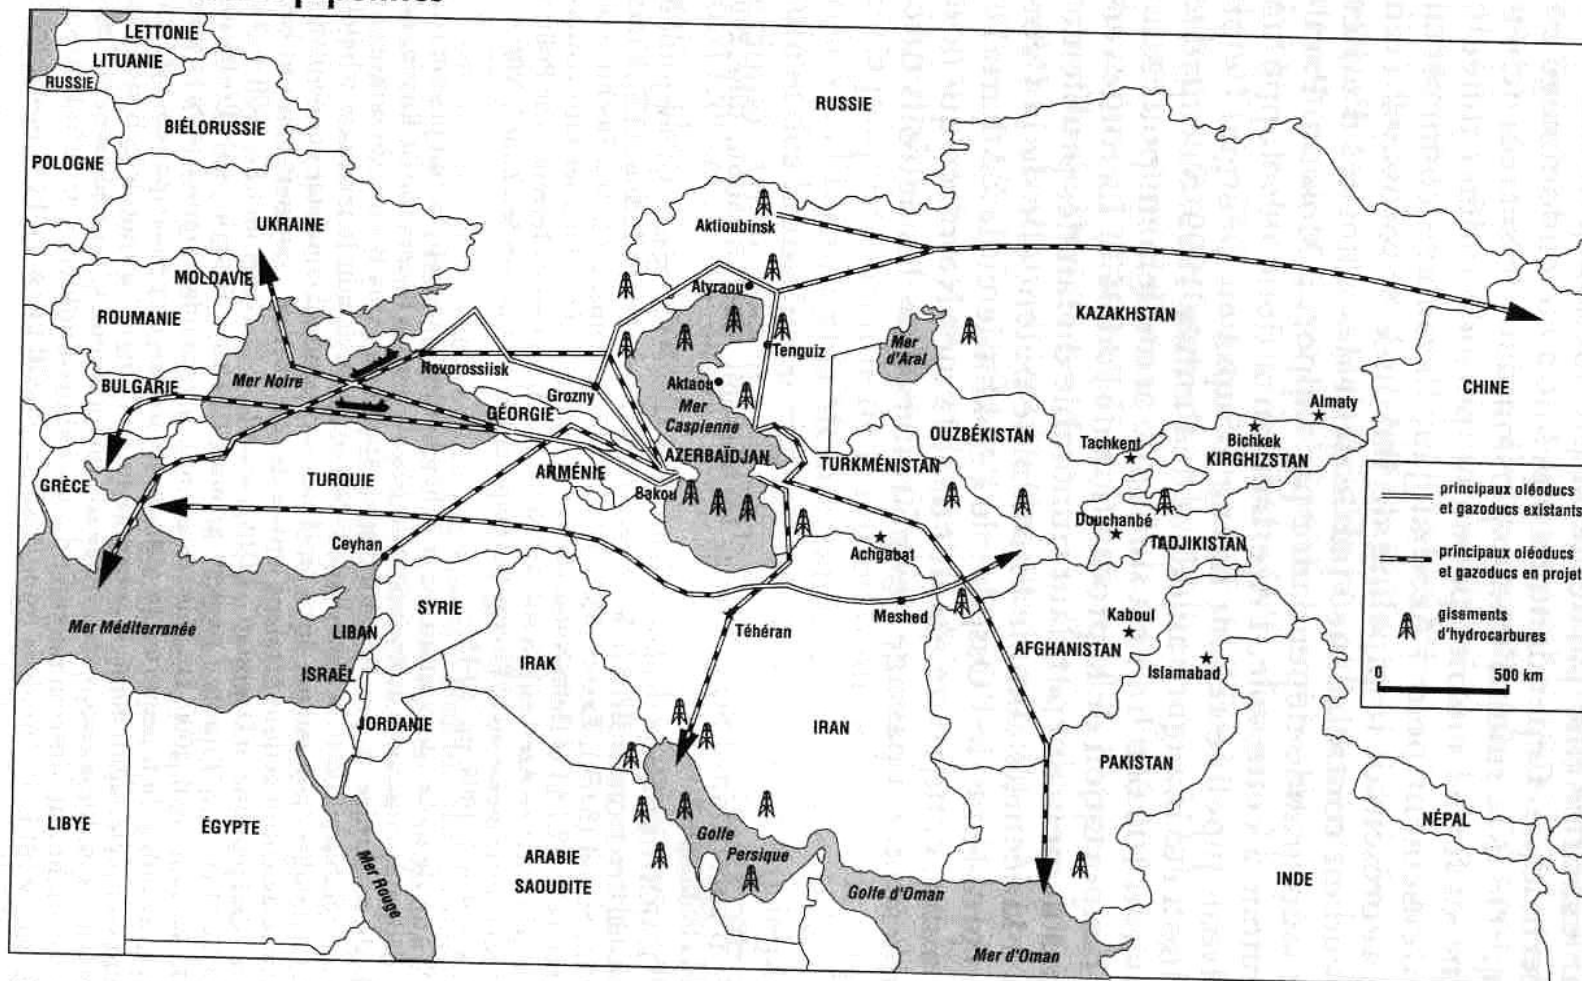 LETTONIE
LITUANIE
RUSSIE
RUSSIE
BIÉLORUSSIE
POLOGNE
UKRAINE
Aktioubinsk
MOLDAVIE
Atyraou
ROUMANIE
KAZAKHSTAN
Mer
d'Aral
Tenguiz
Novorossiisk
Mer Noire
BULGARIE
Grozny
Aktaou
CHINE
Mer
Caspienne
GÉORGIE
Almaty
OUZBÉKISTAN
Tachkent
Bichkek
KIRGHIZSTAN
AZERBAÏDJAN
TURKMÉNISTAN
ARMÉNIE
TURQUIE
GRÈCE
Bakou
principaux oléoducs
et gazoducs existants
Douchanbé
Ceyhan
Achgabat
TADJIKISTAN
principaux oléoducs
et gazoducs en projet
SYRIE
Meshed
Kaboul
gisements
d'hydrocarbures
Mer Méditerranée
LIBAN
Téhéran
AFGHANISTAN
IRAK
ISRAËL
Islamabad
0 500 km
JORDANIE
IRAN
PAKISTAN
LIBYE
ÉGYPTE
NÉPAL
Golfe
Persique
ARABIE
SAOUDITE
Mer Rouge
Golfe d'Oman
INDE
Mer d'Oman